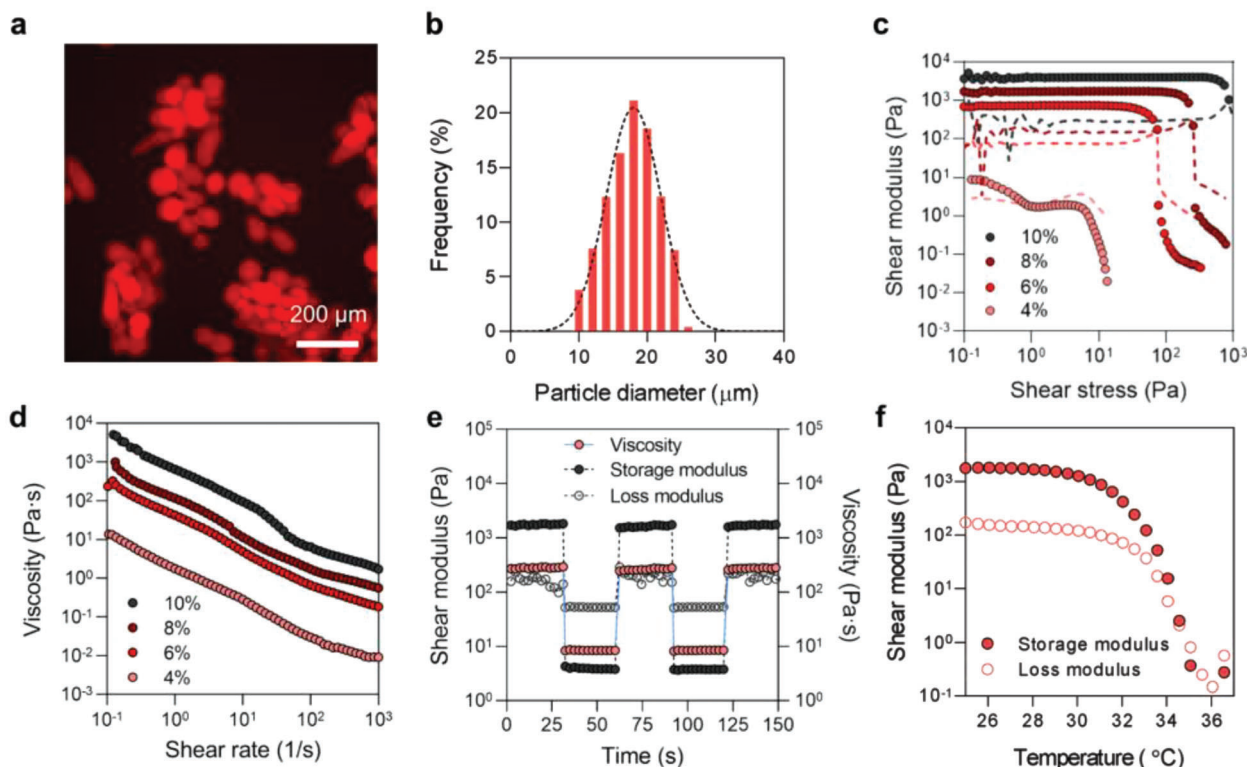 a
200 μm
b
Frequency (%)
25
20
15
10
5
0
0 10 20 30 40
Particle diameter (μm)
c
Shear modulus (Pa)
10⁴
10³
10²
10¹
10⁰
10⁻¹
10⁻²
10⁻³
10%
8%
6%
4%
10⁻¹ 10⁰ 10¹ 10² 10³
Shear stress (Pa)
d
Viscosity (Pa·s)
10⁴
10³
10²
10¹
10⁰
10⁻¹
10⁻²
10⁻³
10%
8%
6%
4%
10⁻¹ 10⁰ 10¹ 10² 10³
Shear rate (1/s)
e
Shear modulus (Pa)
10⁵
10⁴
10³
10²
10¹
10⁰
Viscosity
Storage modulus
Loss modulus
10⁵
10⁴
10³
10²
10¹
10⁰
Viscosity (Pa·s)
0 25 50 75 100 125 150
Time (s)
f
Shear modulus (Pa)
10⁴
10³
10²
10¹
10⁰
10⁻¹
Storage modulus
Loss modulus
26 28 30 32 34 36
Temperature ( °C)